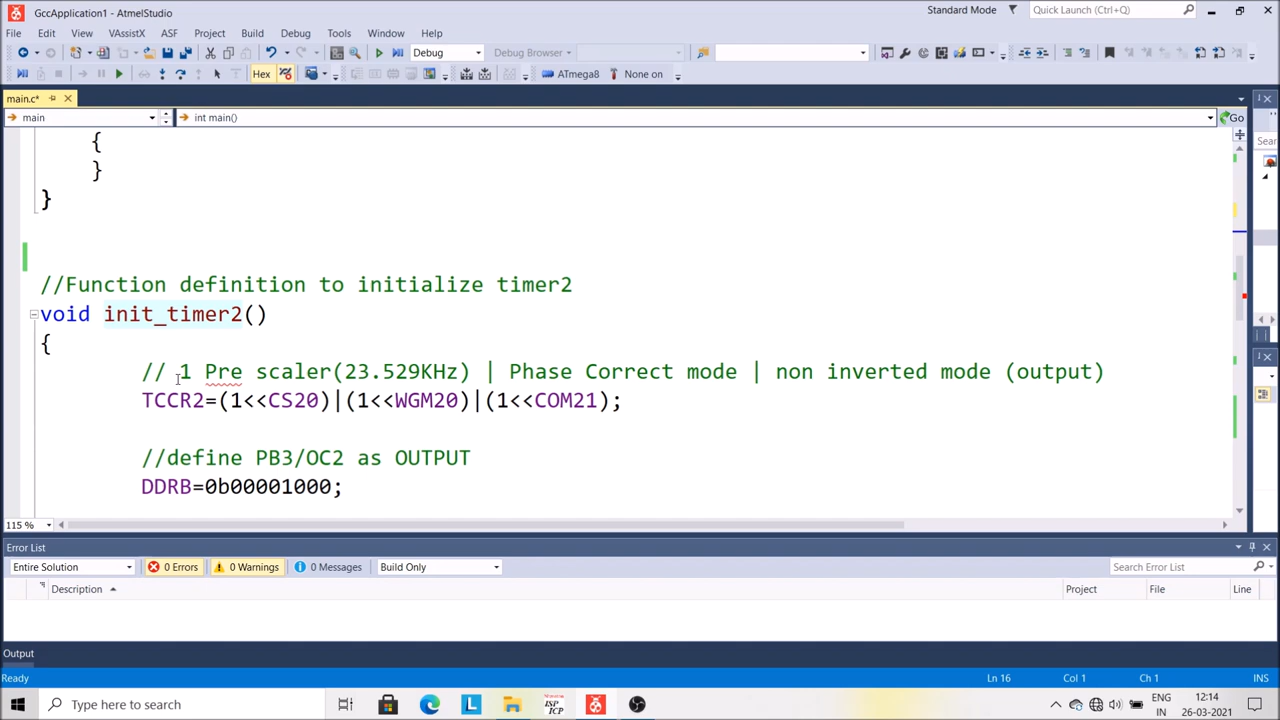 GccApplication1 - AtmelStudio
Standard Mode
Quick Launch (Ctrl+Q)
File Edit View VAssistX ASF Project Build Debug Tools Window Help
Debug
Debug Browser
Hex
ATmega8
None on
main.c*
main
int main()
Go
Sear
{
}
}
//Function definition to initialize timer2
void init_timer2()
{
// 1 Pre scaler(23.529KHz) | Phase Correct mode | non inverted mode (output)
TCCR2=(1<<CS20)|(1<<WGM20)|(1<<COM21);
//define PB3/OC2 as OUTPUT
DDRB=0b00001000;
115 %
Error List
Entire Solution
0 Errors
0 Warnings
0 Messages
Build Only
Search Error List
Description
Project
File
Line
Output
Ready
Ln 16
Col 1
Ch 1
INS
Type here to search
L
ISP
ICP
ENG
IN
12:14
26-03-2021